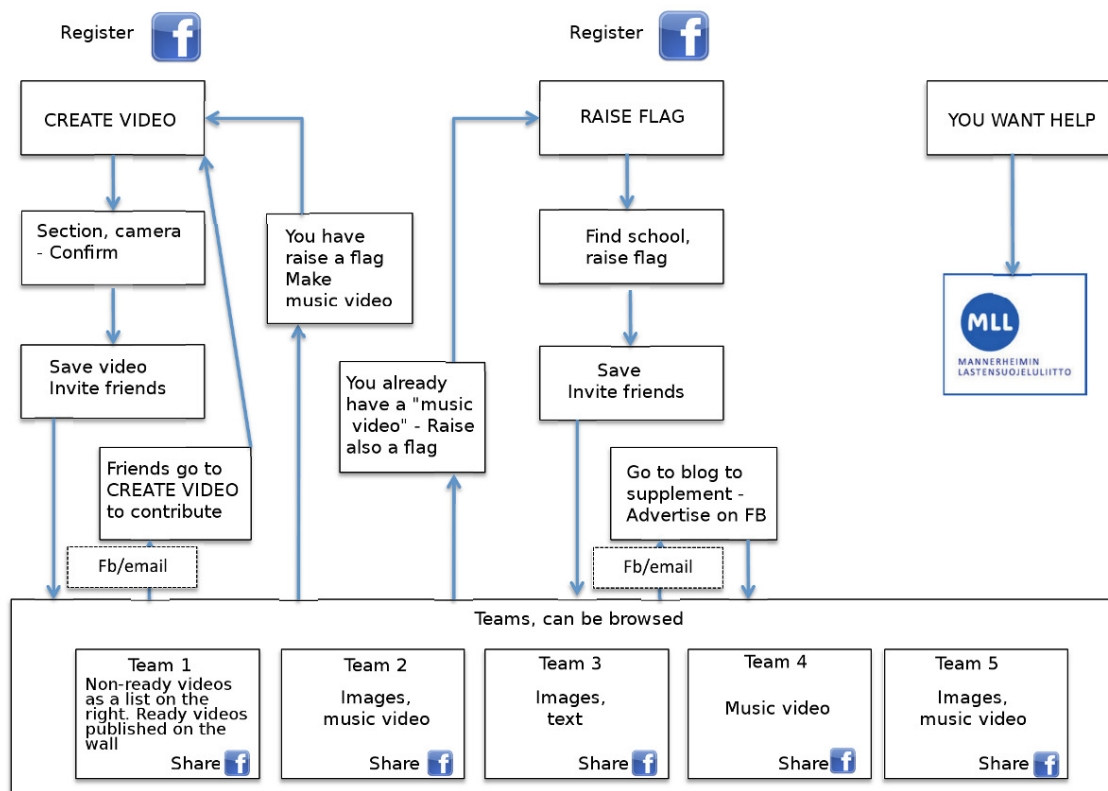 Register
f
Register
f
CREATE VIDEO
RAISE FLAG
YOU WANT HELP
Section, camera
- Confirm
You have
raise a flag
Make
music video
Find school,
raise flag
MLL
MANNERHEIMIN
LASTENSUOJELULIITTO
Save video
Invite friends
You already
have a "music
video" - Raise
also a flag
Save
Invite friends
Friends go to
CREATE VIDEO
to contribute
Go to blog to
supplement -
Advertise on FB
Fb/email
Fb/email
Teams, can be browsed
Team 1
Non-ready videos
as a list on the
right. Ready videos
published on the
wall
Share f
Team 2
Images,
music video
Share f
Team 3
Images,
text
Share f
Team 4
Music video
Share f
Team 5
Images,
music video
Share f